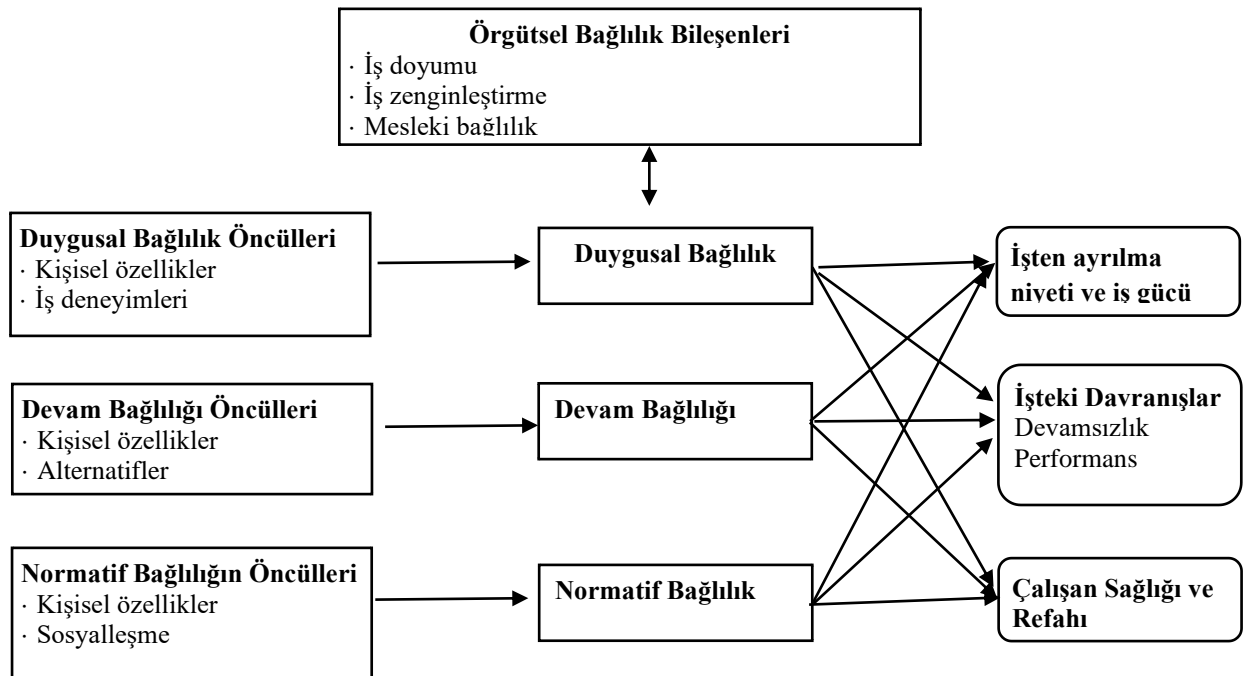 Örgütsel Bağlılık Bileşenleri
· İş doyumu
· İş zenginleştirme
· Mesleki bağlılık
Duygusal Bağlılık Öncülleri
· Kişisel özellikler
· İş deneyimleri
Duygusal Bağlılık
İşten ayrılma
niyeti ve iş gücü
Devam Bağlılığı Öncülleri
· Kişisel özellikler
· Alternatifler
Devam Bağlılığı
İşteki Davranışlar
Devamsızlık
Performans
Normatif Bağlılığın Öncülleri
· Kişisel özellikler
· Sosyalleşme
Normatif Bağlılık
Çalışan Sağlığı ve
Refahı